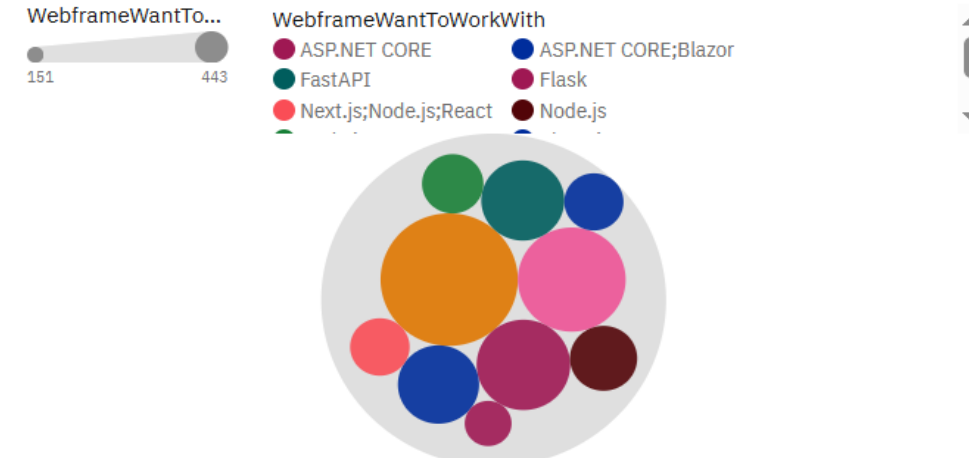 WebframeWantTo...
151
443
WebframeWantToWorkWith
ASP.NET CORE
ASP.NET CORE;Blazor
FastAPI
Flask
Next.js;Node.js;React
Node.js